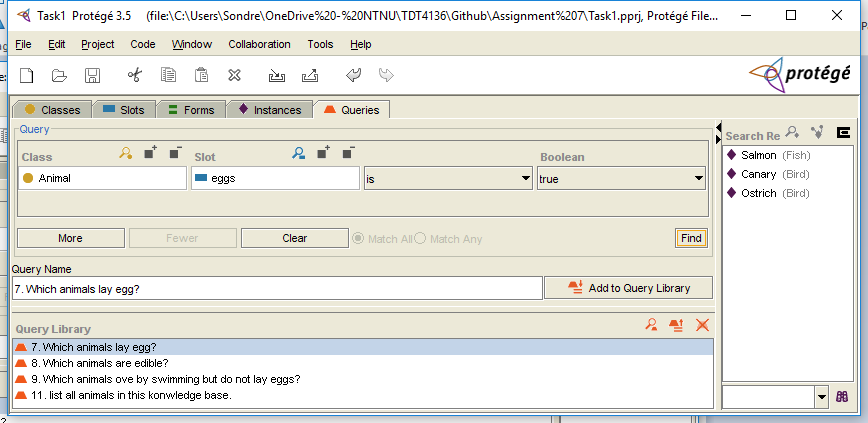 Task1 Protégé 3.5 (file:\C:\Users\Sondre\OneDrive%20-%20NTNU\TDT4136\Github\Assignment%207\Task1.pprj, Protégé File...
File Edit Project Code Window Collaboration Tools Help
protégé
Classes Slots Forms Instances Queries
Query
Class Slot Boolean
Animal eggs is true
More Fewer Clear Match All Match Any Find
Query Name
7. Which animals lay egg? Add to Query Library
Query Library
7. Which animals lay egg?
8. Which animals are edible?
9. Which animals ove by swimming but do not lay eggs?
11. list all animals in this konwledge base.
Search Re
Salmon (Fish)
Canary (Bird)
Ostrich (Bird)